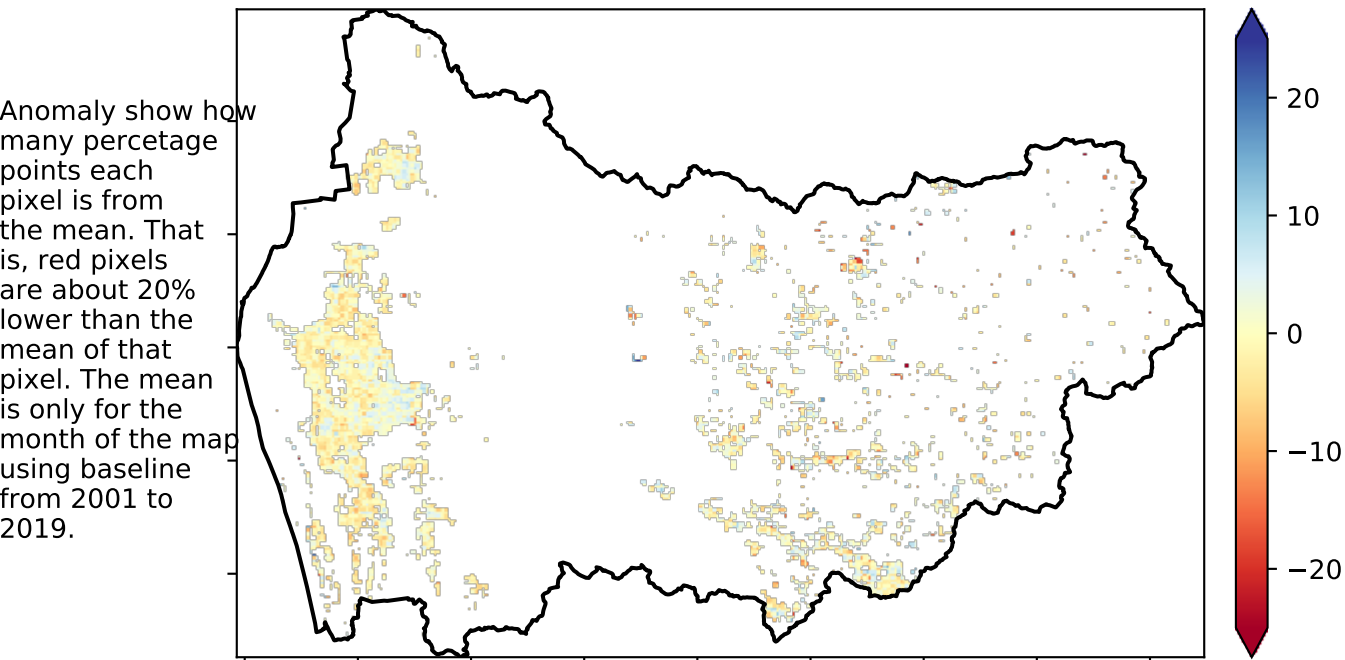 Anomaly show how
many percetage
points each
pixel is from
the mean. That
is, red pixels
are about 20%
lower than the
mean of that
pixel. The mean
is only for the
month of the map
using baseline
from 2001 to
2019.
20
10
0
−10
−20